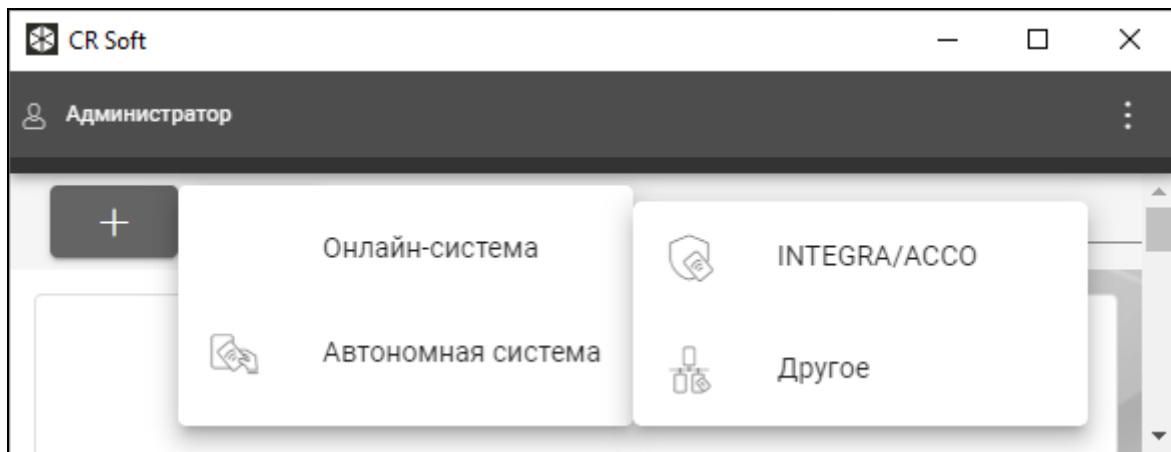 CR Soft
Администратор
Онлайн-система
Автономная система
INTEGRA/ACCO
Другое